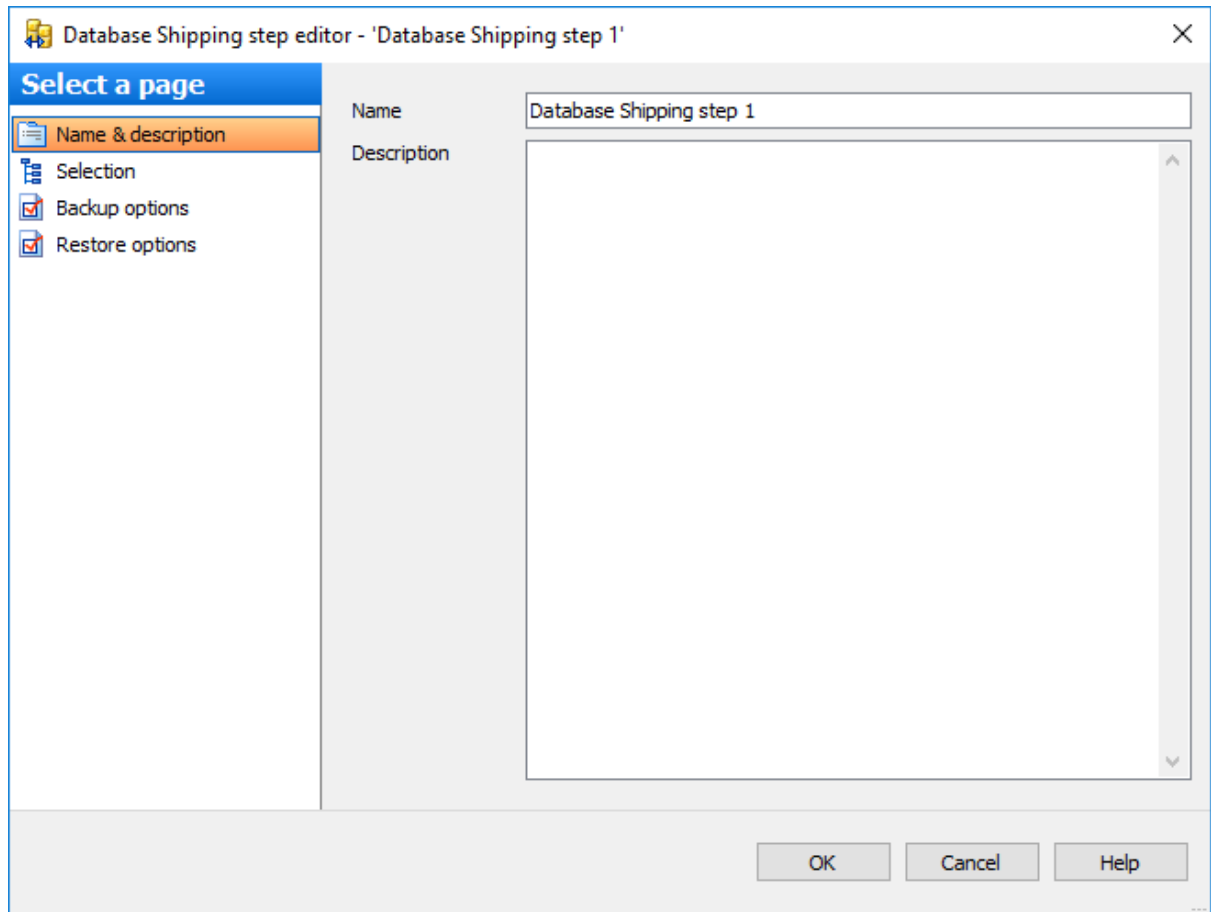 Database Shipping step editor - 'Database Shipping step 1'
Select a page
Name & description
Selection
Backup options
Restore options
Name
Database Shipping step 1
Description
OK
Cancel
Help